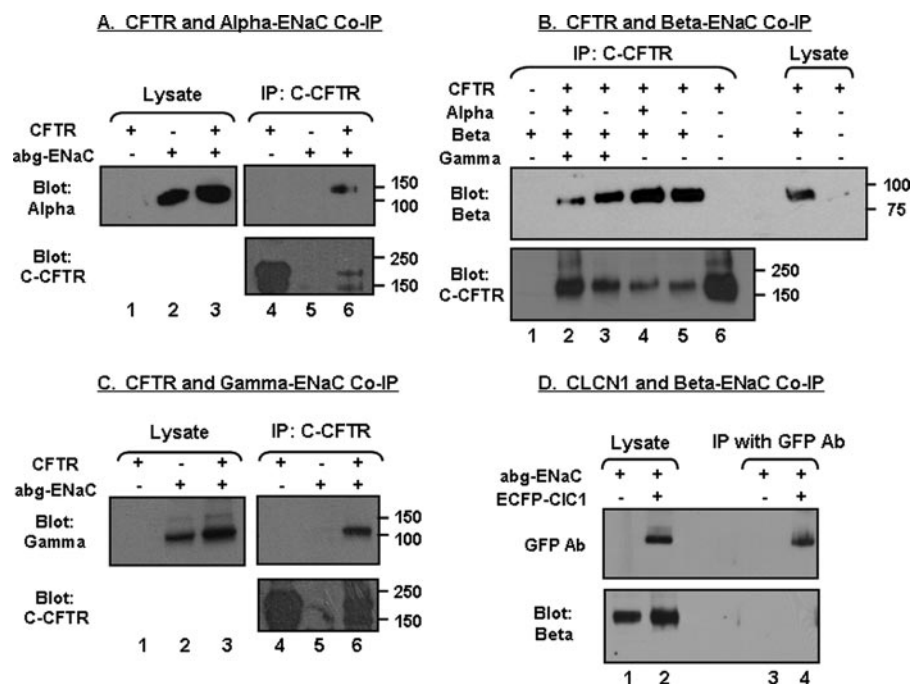 A. CFTR and Alpha-ENaC Co-IP
Lysate IP: C-CFTR
CFTR + - + + - +
abg-ENaC - + + - + +
Blot: Alpha
150
100
Blot: C-CFTR
250
150
1 2 3 4 5 6
B. CFTR and Beta-ENaC Co-IP
IP: C-CFTR Lysate
CFTR - + + + + + + +
Alpha - + - + - - - -
Beta + + + + + - + -
Gamma - + + - - - - -
Blot: Beta
100
75
Blot: C-CFTR
250
150
1 2 3 4 5 6
C. CFTR and Gamma-ENaC Co-IP
Lysate IP: C-CFTR
CFTR + - + + - +
abg-ENaC - + + - + +
Blot: Gamma
150
100
Blot: C-CFTR
250
150
1 2 3 4 5 6
D. CLCN1 and Beta-ENaC Co-IP
Lysate IP with GFP Ab
abg-ENaC + + + +
ECFP-ClC1 - + - +
GFP Ab
Blot: Beta
1 2 3 4